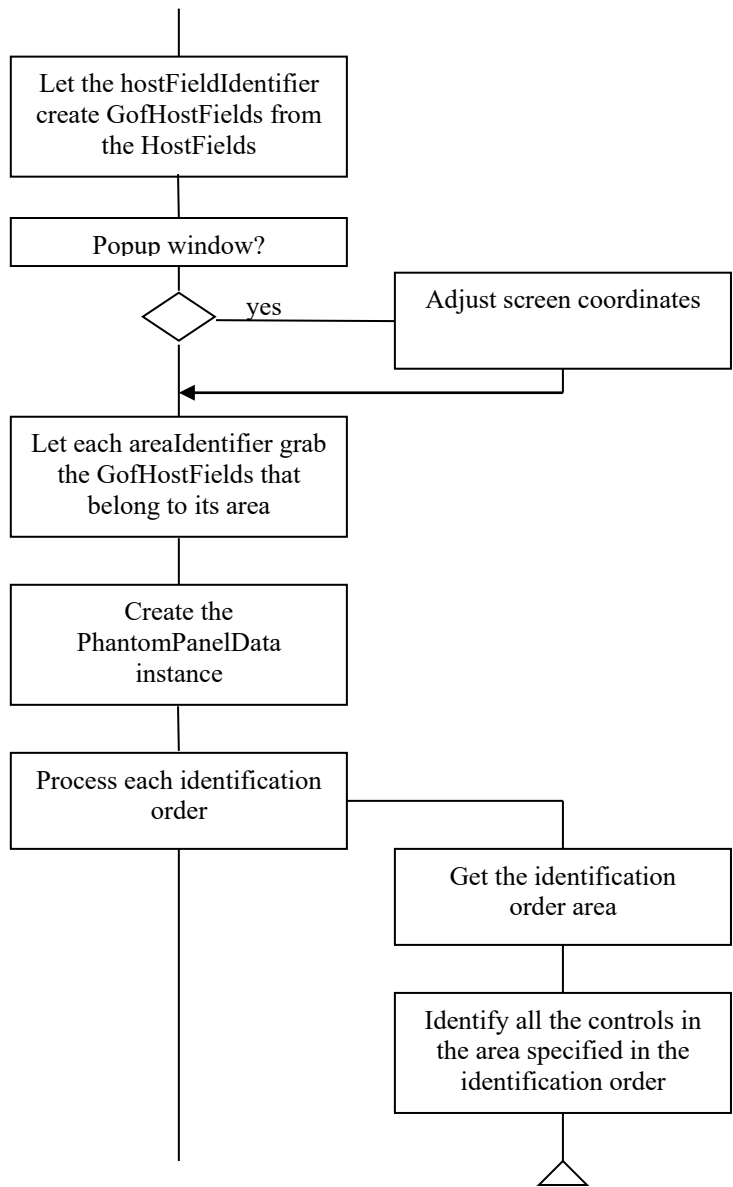 Let the hostFieldIdentifier
create GofHostFields from
the HostFields
Popup window?
yes
Adjust screen coordinates
Let each areaIdentifier grab
the GofHostFields that
belong to its area
Create the
PhantomPanelData
instance
Process each identification
order
Get the identification
order area
Identify all the controls in
the area specified in the
identification order